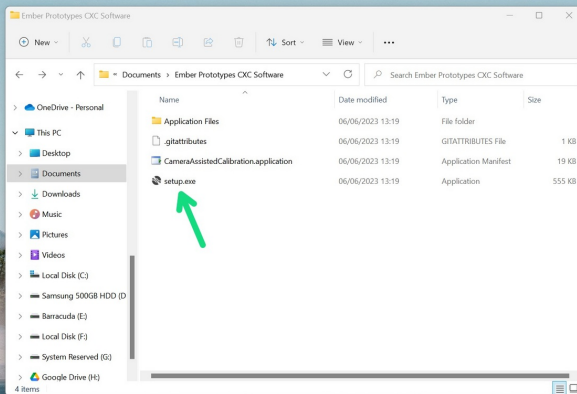 Ember Prototypes CXC Software
New
Sort
View
Documents > Ember Prototypes CXC Software
Search Ember Prototypes CXC Software
Name Date modified Type Size
OneDrive - Personal
This PC
Desktop
Documents
Downloads
Music
Pictures
Videos
Local Disk (C:)
Samsung 500GB HDD (D
Barracuda (E:)
Local Disk (F:)
System Reserved (G:)
Google Drive (H:)
Application Files 06/06/2023 13:19 File folder
.gitattributes 06/06/2023 13:19 GITATTRIBUTES File 1 KB
CameraAssistedCalibration.application 06/06/2023 13:19 Application Manifest 19 KB
setup.exe 06/06/2023 13:19 Application 555 KB
4 items